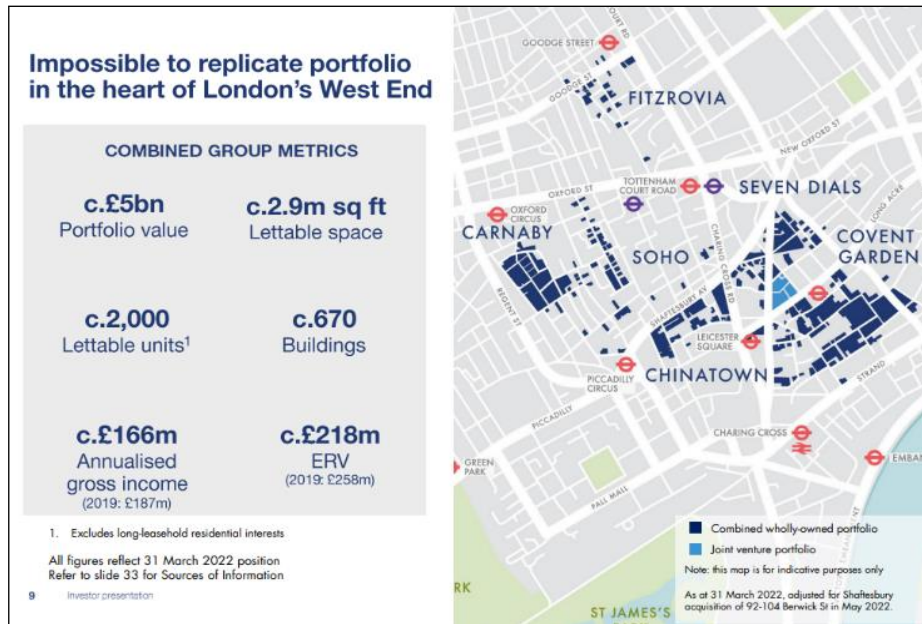 Impossible to replicate portfolio
in the heart of London's West End
COMBINED GROUP METRICS
c.£5bn
Portfolio value
c.2.9m sq ft
Lettable space
c.2,000
Lettable units¹
c.670
Buildings
c.£166m
Annualised
gross income
(2019: £187m)
c.£218m
ERV
(2019: £258m)
1. Excludes long-leasehold residential interests
All figures reflect 31 March 2022 position
Refer to slide 33 for Sources of Information
9 Investor presentation
COURT RD
GOODGE STREET
GOODGE ST
FITZROVIA
NEW OXFORD ST
OXFORD ST
TOTTENHAM
COURT ROAD
SEVEN DIALS
LONG ACRE
OXFORD
CIRCUS
CARNABY
SOHO
CHARING CROSS RD
COVENT
GARDEN
REGENT ST
SHAFTESBURY AV
LEICESTER
SQUARE
PICCADILLY
CIRCUS
CHINATOWN
STRAND
PICCADILLY
CHARING CROSS
GREEN
PARK
EMBAN
PALL MALL
Combined wholly-owned portfolio
Joint venture portfolio
Note: this map is for indicative purposes only
As at 31 March 2022, adjusted for Shaftesbury
acquisition of 92-104 Berwick St in May 2022.
RK
ST JAMES'S